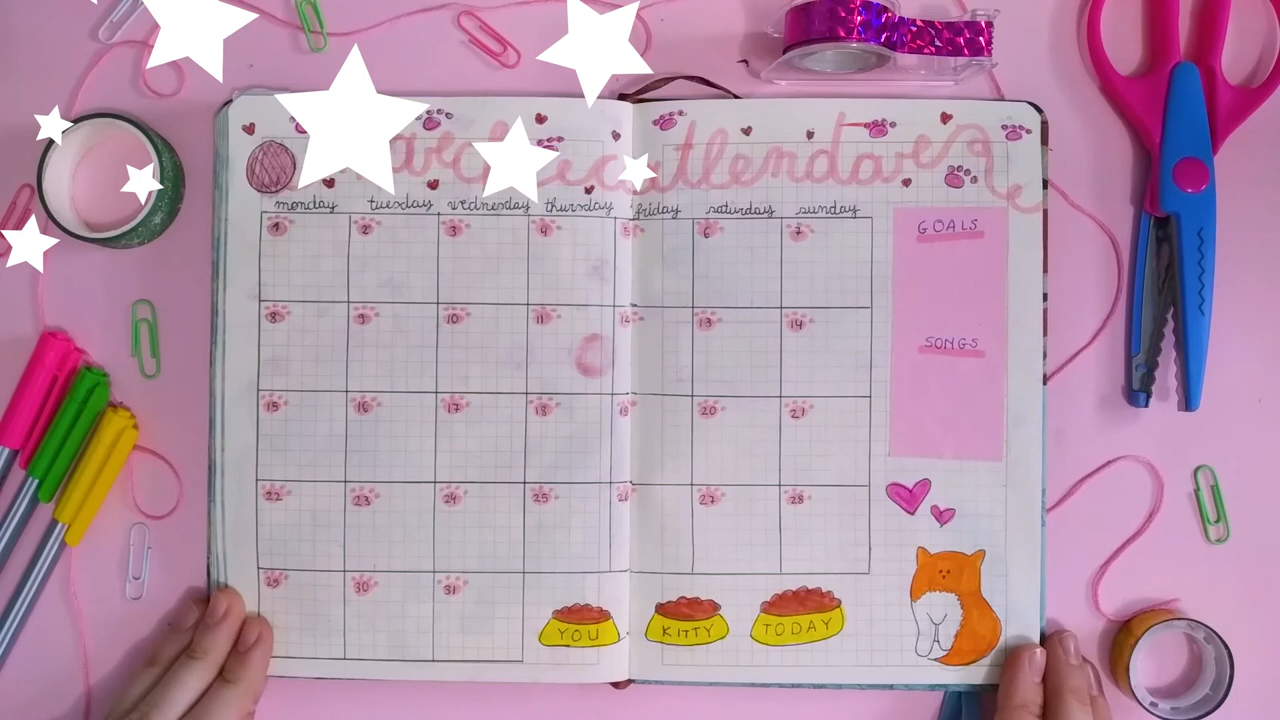 catlendar
monday tuesday wednesday thursday friday saturday sunday
1 2 3 4 5 6 7
8 9 10 11 12 13 14
15 16 17 18 19 20 21
22 23 24 25 26 27 28
29 30 31
GOALS
SONGS
YOU KITTY TODAY